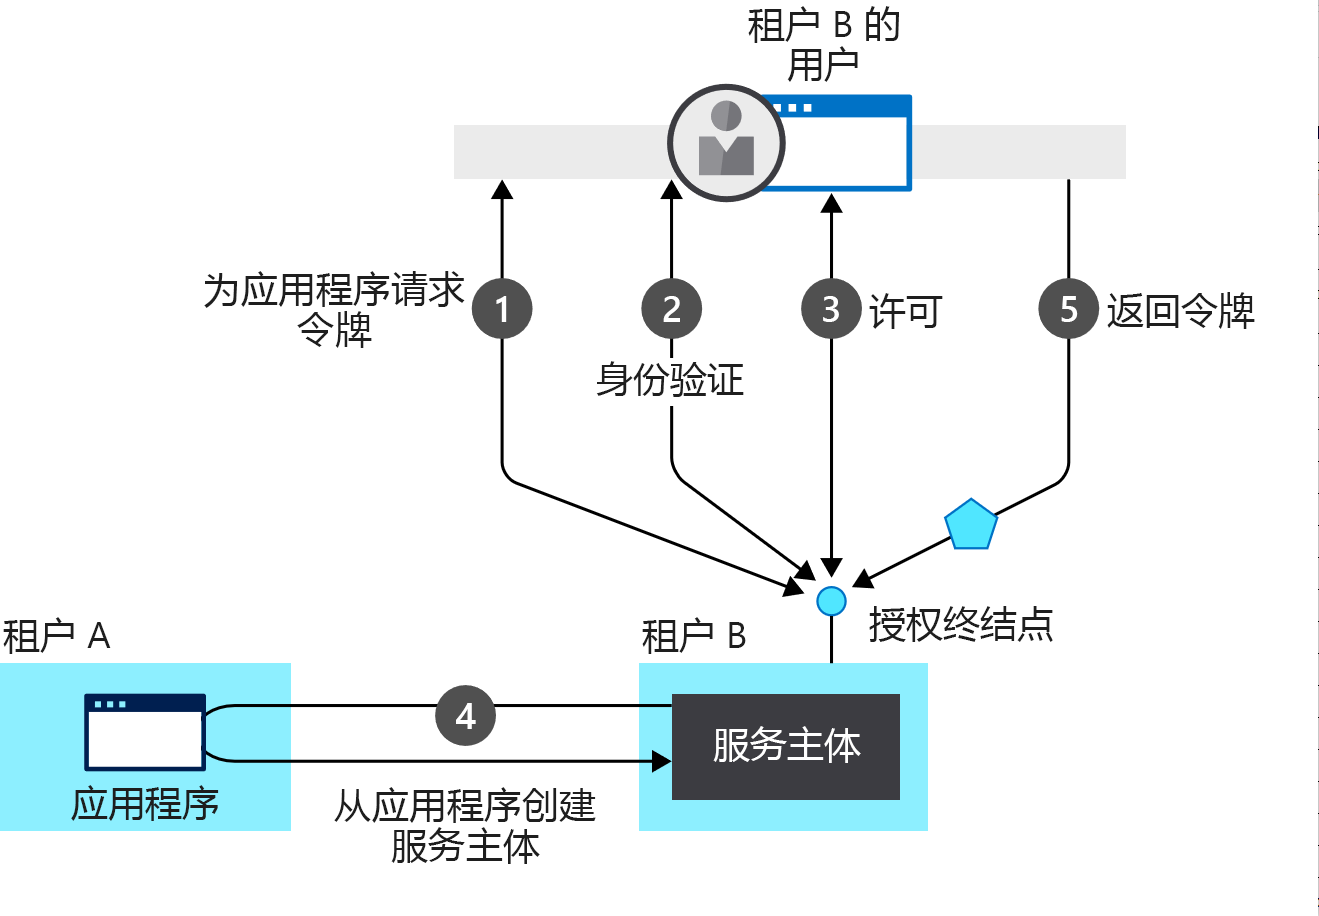 租户 B 的
用户
为应用程序请求
令牌
1
2
3
许可
5
返回令牌
身份验证
授权终结点
租户 A
租户 B
4
服务主体
应用程序
从应用程序创建
服务主体